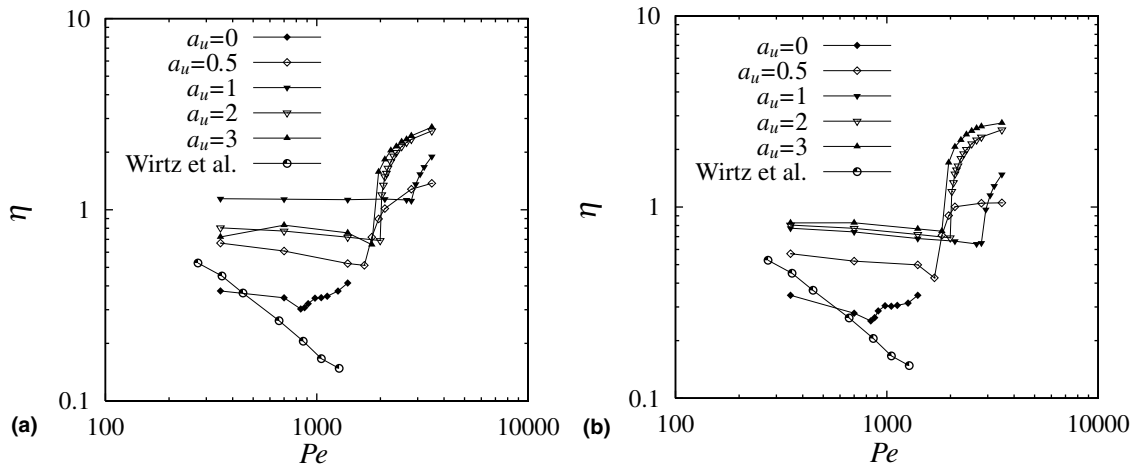 10
a_u=0
a_u=0.5
a_u=1
a_u=2
a_u=3
Wirtz et al.
η
1
0.1
(a)
100
1000
10000
Pe
10
a_u=0
a_u=0.5
a_u=1
a_u=2
a_u=3
Wirtz et al.
η
1
0.1
(b)
100
1000
10000
Pe